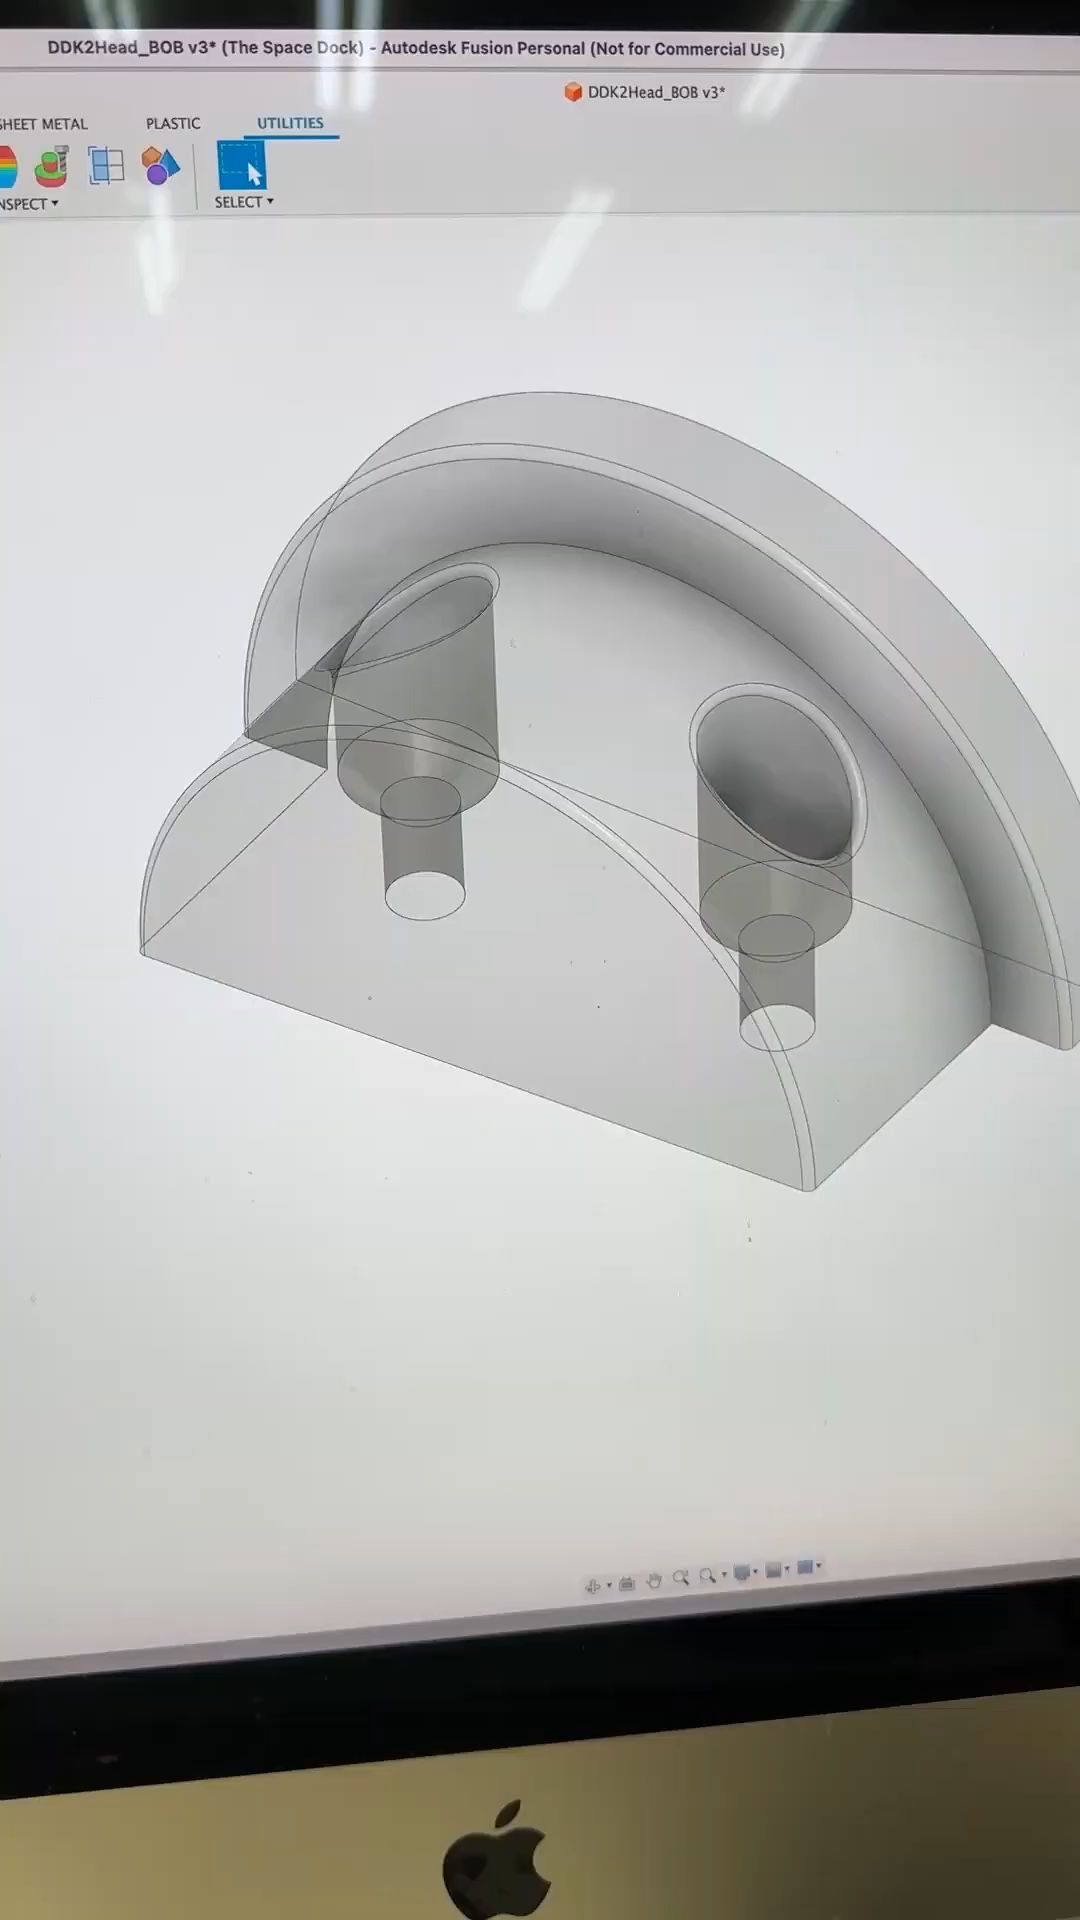 DDK2Head_BOB v3* (The Space Dock) - Autodesk Fusion Personal (Not for Commercial Use)
DDK2Head_BOB v3*
SHEET METAL PLASTIC UTILITIES
NSPECT SELECT